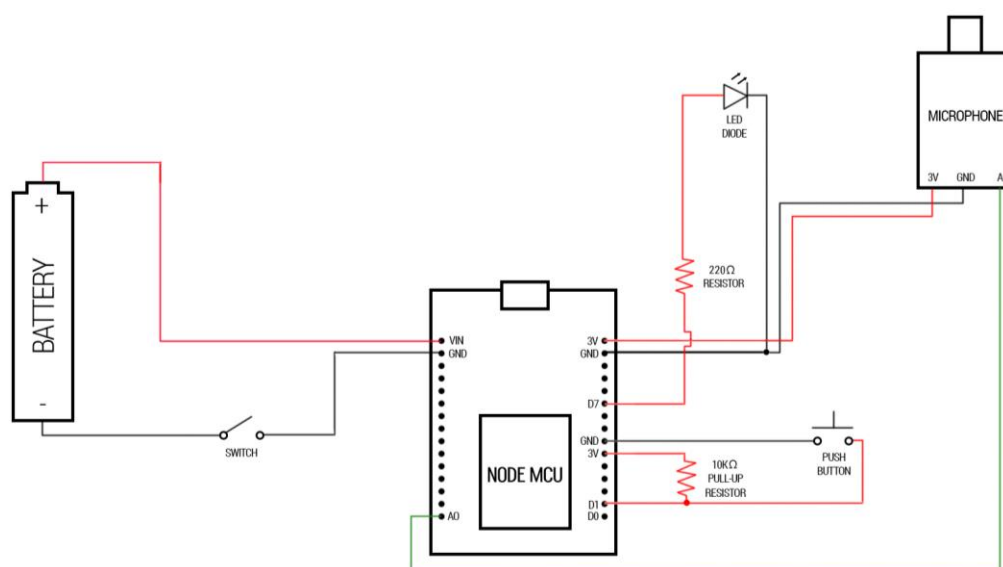 MICROPHONE
3V GND A
LED
DIODE
+
BATTERY
-
220Ω
RESISTOR
VIN
GND
3V
GND
D7
SWITCH
GND
3V
NODE MCU
10KΩ
PULL-UP
RESISTOR
PUSH
BUTTON
D1
D0
A0